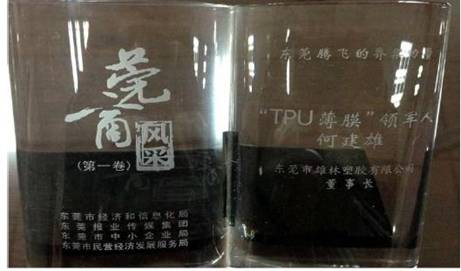 莞商
风采
(第一卷)
东莞市经济和信息化局
东莞报业传媒集团
东莞市中小企业局
东莞市民营经济发展服务局
东莞腾飞的
“TPU薄膜”领军人
何建雄
东莞市雄林塑胶有限公司
董事长